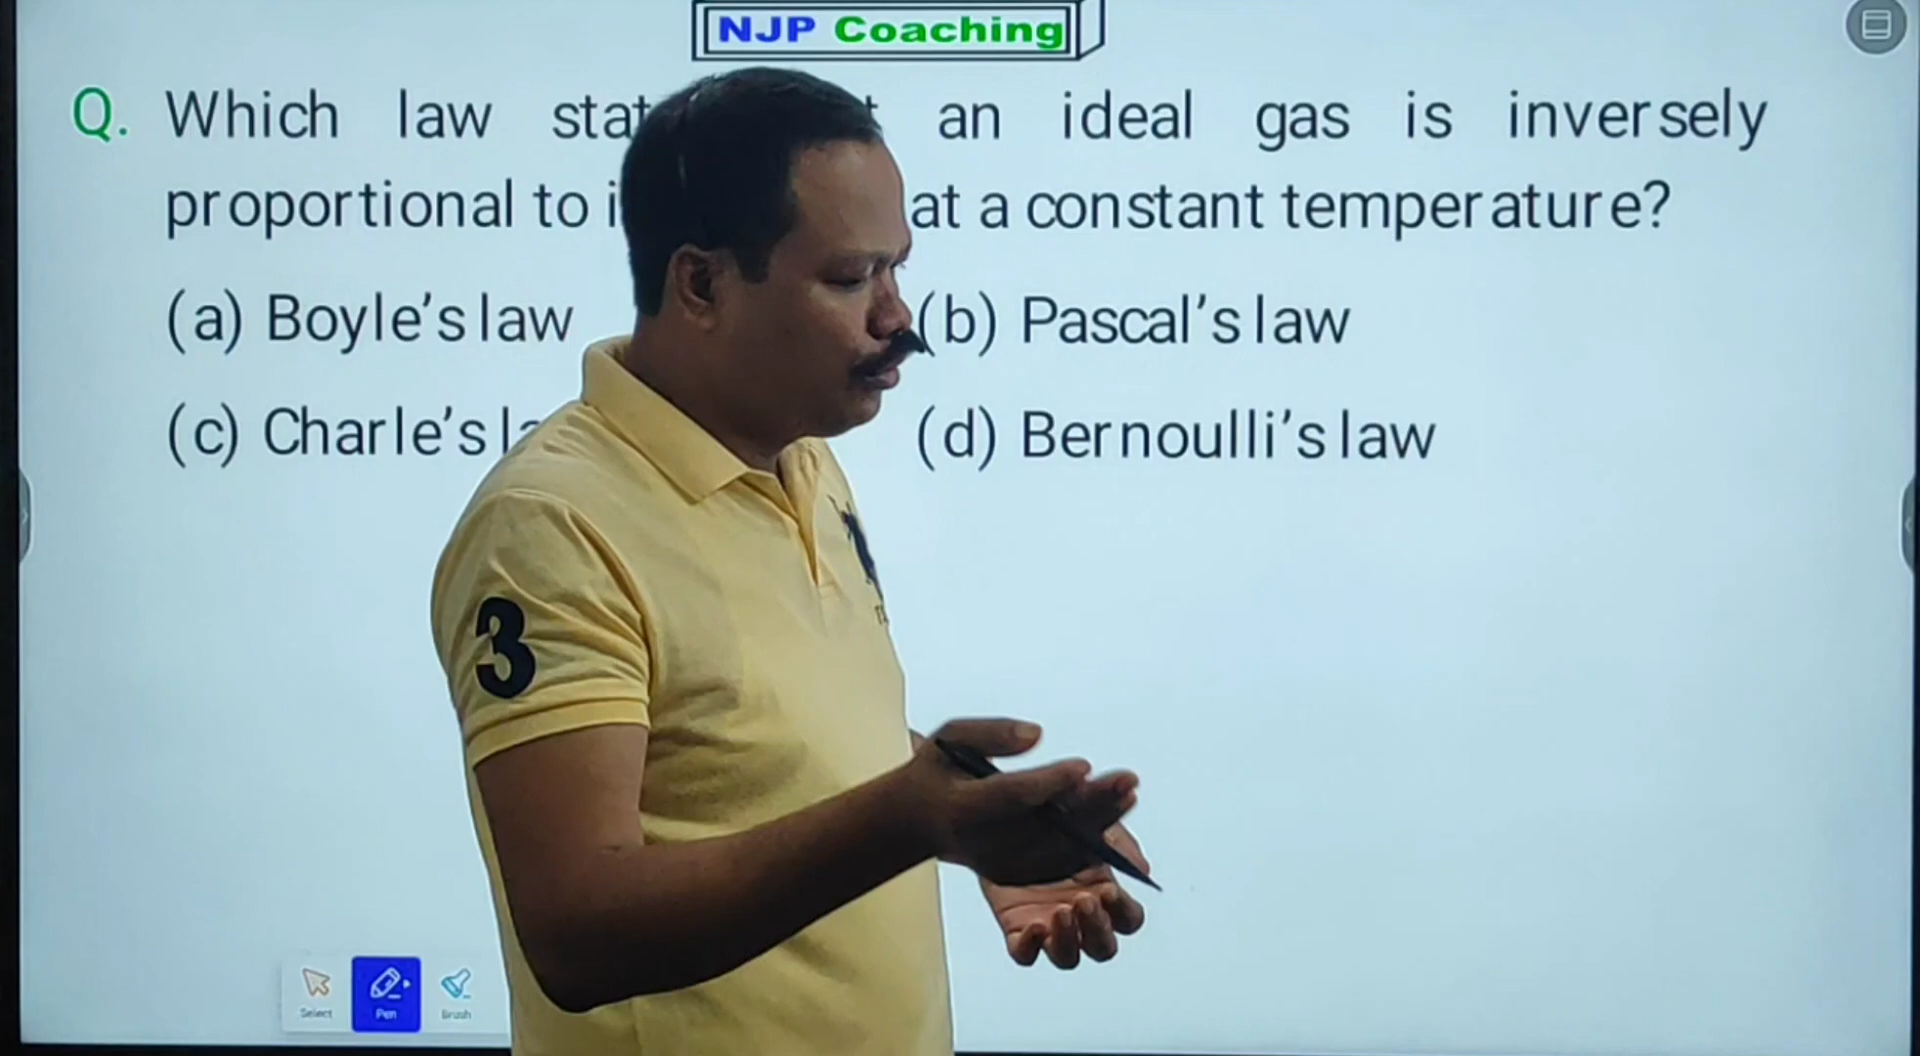 NJP Coaching
Q. Which law an ideal gas is inversely
proportional to at a constant temperature?
(a) Boyle's law (b) Pascal's law
(c) Charle's (d) Bernoulli's law
3
Select Pen Brush